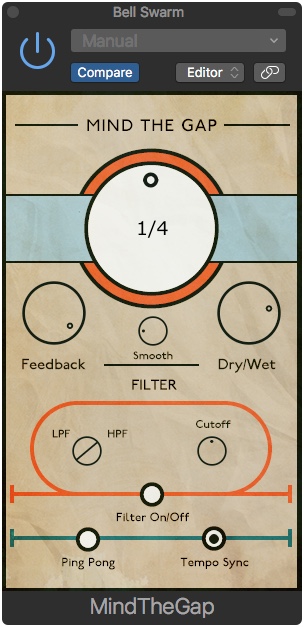 Bell Swarm
Manual
Compare
Editor
MIND THE GAP
1/4
Feedback
Smooth
Dry/Wet
FILTER
LPF
HPF
Cutoff
Filter On/Off
Ping Pong
Tempo Sync
MindTheGap